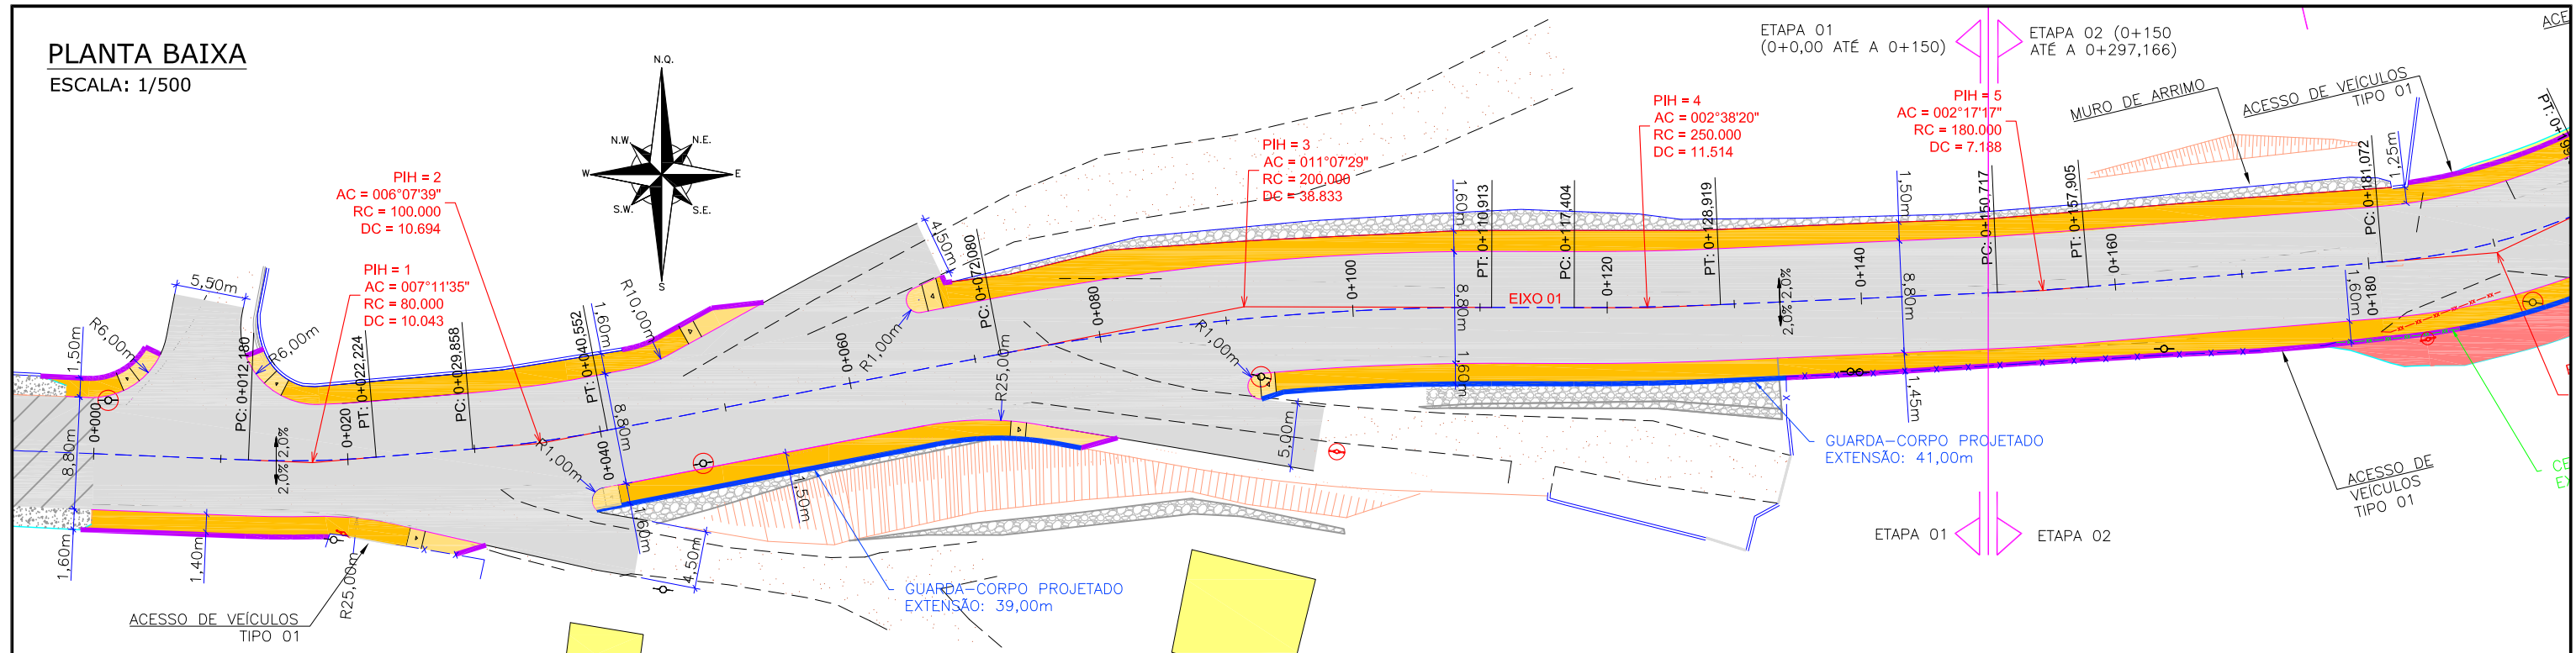 PLANTA BAIXA
ESCALA: 1/500
N.Q.
N.W.
N.E.
W
E
S.W.
S.E.
S
ETAPA 01
(0+0,00 ATÉ A 0+150)
ETAPA 02 (0+150
ATÉ A 0+297,166)
PIH = 1
AC = 007°11'35"
RC = 80.000
DC = 10.043
PIH = 2
AC = 006°07'39"
RC = 100.000
DC = 10.694
PIH = 3
AC = 011°07'29"
RC = 200.000
DC = 38.833
PIH = 4
AC = 002°38'20"
RC = 250.000
DC = 11.514
PIH = 5
AC = 002°17'17"
RC = 180.000
DC = 7.188
MURO DE ARRIMO
ACESSO DE VEÍCULOS
TIPO 01
ACE
PT: 0+
1,25m
5,50m
R6,00m
R6,00m
1,50m
8,80m
1,60m
1,40m
0+000
PC: 0+012,180
2,0%
2,0%
0+020
PT: 0+022,224
PC: 0+029,858
PT: 0+040,552
1,60m
R10,00m
8,80m
0+040
R1,00m
1,60m
4,50m
1,50m
R25,00m
0+060
R1,00m
4,50m
PC: 0+072,080
0+080
R25,00m
R1,00m
5,00m
0+100
1,60m
8,80m
1,60m
PT: 0+110,913
EIXO 01
PC: 0+117,404
0+120
PT: 0+128,919
2,0%
2,0%
0+140
1,50m
8,80m
1,45m
PC: 0+150,717
PT: 0+157,905
0+160
PC: 0+181,072
0+180
1,60m
GUARDA-CORPO PROJETADO
EXTENSÃO: 41,00m
GUARDA-CORPO PROJETADO
EXTENSÃO: 39,00m
ACESSO DE VEÍCULOS
TIPO 01
ACESSO DE
VEÍCULOS
TIPO 01
ETAPA 01
ETAPA 02
CE
EX